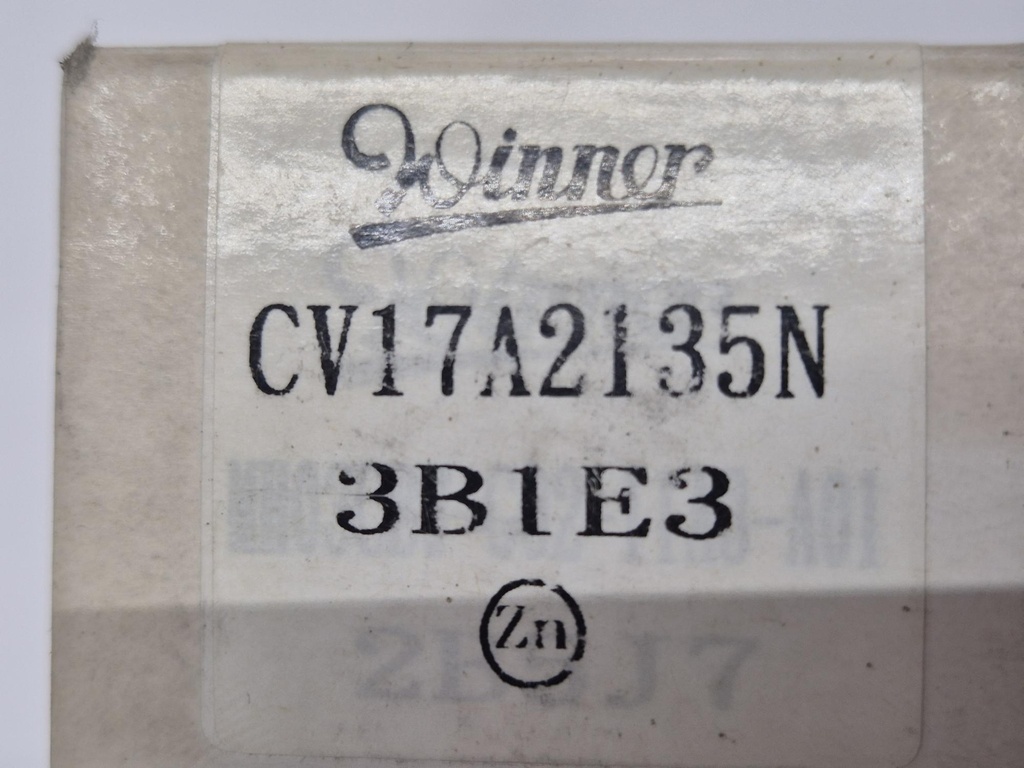 Winner
CV17A2135N
3B1E3
Zn